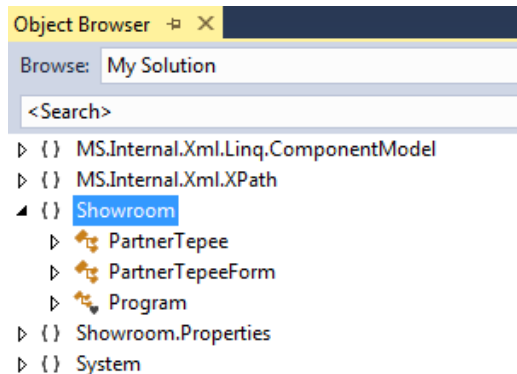 Object Browser
Browse: My Solution
<Search>
{ } MS.Internal.Xml.Linq.ComponentModel
{ } MS.Internal.Xml.XPath
{ } Showroom
PartnerTepee
PartnerTepeeForm
Program
{ } Showroom.Properties
{ } System